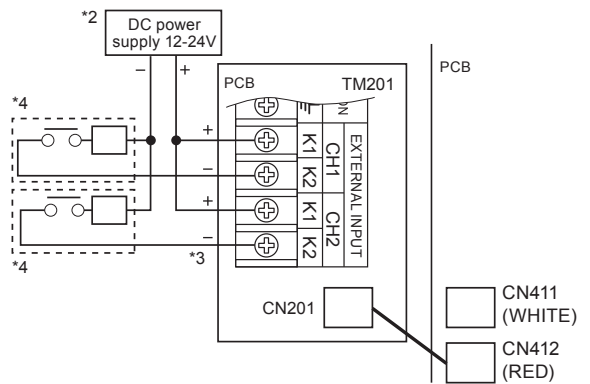 *2
DC power
supply 12-24V
–
+
PCB
TM201
PCB
*4
ON
+
K1
CH1
EXTERNAL INPUT
–
K2
+
K1
CH2
–
K2
*3
*4
CN201
CN411
(WHITE)
CN412
(RED)